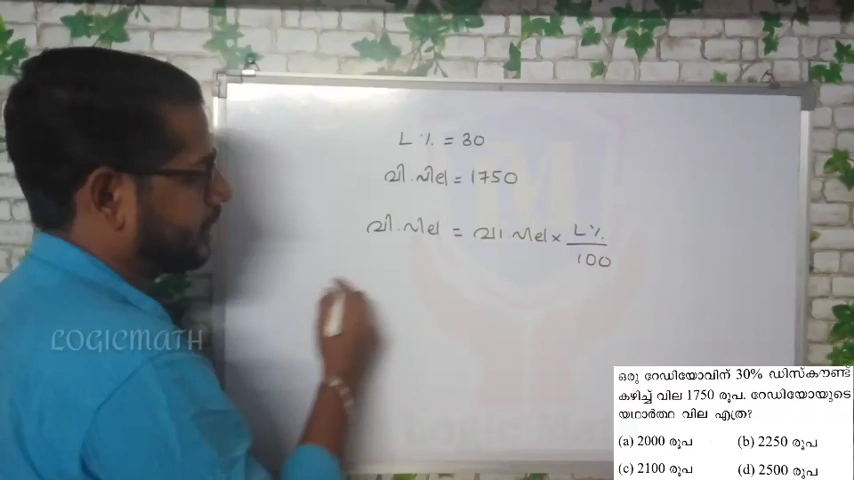 L % = 30
വി.വില = 1750
വി.വില = വാ.വില × L %
100
LOGICMATH
ഒരു റേഡിയോവിന് 30% ഡിസ്കൗണ്ട്
കഴിച്ച് വില 1750 രൂപ. റേഡിയോയുടെ
യഥാർത്ഥ വില എത്ര?
(a) 2000 രൂപ (b) 2250 രൂപ
(c) 2100 രൂപ (d) 2500 രൂപ